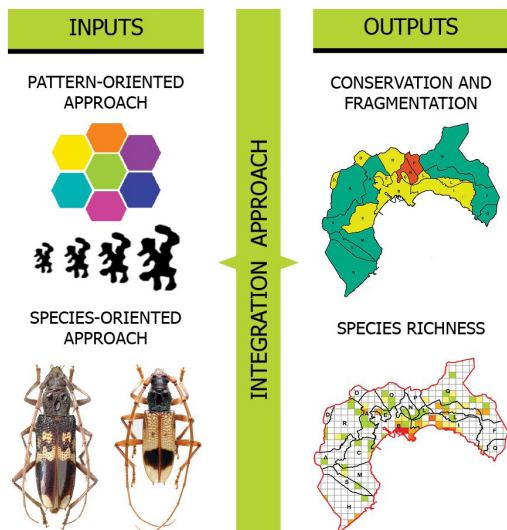 INPUTS
PATTERN-ORIENTED
APPROACH
SPECIES-ORIENTED
APPROACH
INTEGRATION APPROACH
OUTPUTS
CONSERVATION AND
FRAGMENTATION
SPECIES RICHNESS